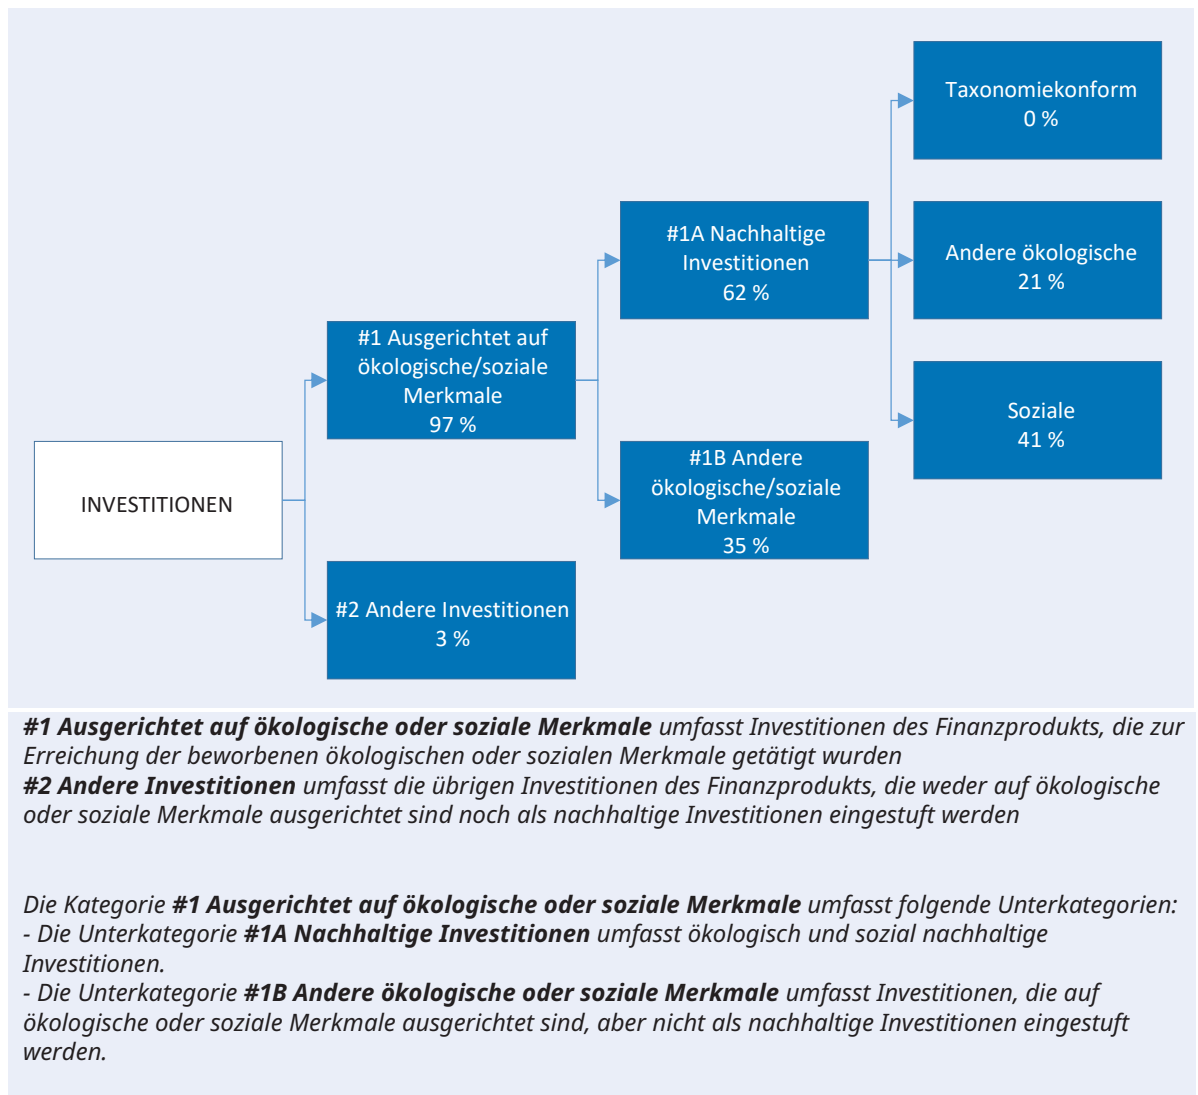 Taxonomiekonform
0 %
#1A Nachhaltige
Investitionen
62 %
Andere ökologische
21 %
#1 Ausgerichtet auf
ökologische/soziale
Merkmale
97 %
Soziale
41 %
INVESTITIONEN
#1B Andere
ökologische/soziale
Merkmale
35 %
#2 Andere Investitionen
3 %
#1 Ausgerichtet auf ökologische oder soziale Merkmale umfasst Investitionen des Finanzprodukts, die zur
Erreichung der beworbenen ökologischen oder sozialen Merkmale getätigt wurden
#2 Andere Investitionen umfasst die übrigen Investitionen des Finanzprodukts, die weder auf ökologische
oder soziale Merkmale ausgerichtet sind noch als nachhaltige Investitionen eingestuft werden
Die Kategorie #1 Ausgerichtet auf ökologische oder soziale Merkmale umfasst folgende Unterkategorien:
- Die Unterkategorie #1A Nachhaltige Investitionen umfasst ökologisch und sozial nachhaltige
Investitionen.
- Die Unterkategorie #1B Andere ökologische oder soziale Merkmale umfasst Investitionen, die auf
ökologische oder soziale Merkmale ausgerichtet sind, aber nicht als nachhaltige Investitionen eingestuft
werden.